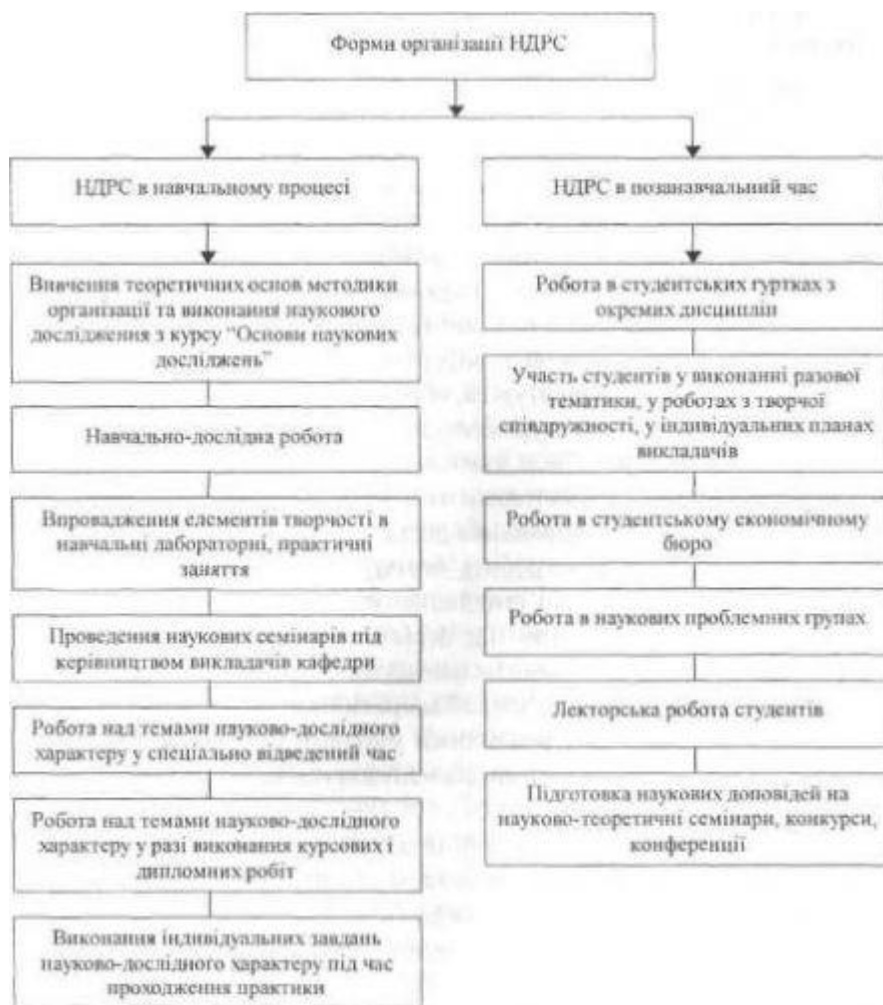 Форми організації НДРС
НДРС в навчальному процесі
Вивчення теоретичних основ методики
організації та виконання наукового
дослідження з курсу “Основи наукових
досліджень”
Навчально-дослідна робота
Впровадження елементів творчості в
навчальні лабораторні, практичні
заняття
Проведення наукових семінарів під
керівництвом викладачів кафедри
Робота над темами науково-дослідного
характеру у спеціально відведений час
Робота над темами науково-дослідного
характеру у разі виконання курсових і
дипломних робіт
Виконання індивідуальних завдань
науково-дослідного характеру під час
проходження практики
НДРС в позанавчальний час
Робота в студентських гуртках з
окремих дисциплін
Участь студентів у виконанні разової
тематики, у роботах з творчої
співдружності, у індивідуальних планах
викладачів
Робота в студентському економічному
бюро
Робота в наукових проблемних групах
Лекторська робота студентів
Підготовка наукових доповідей на
науково-теоретичні семінари, конкурси,
конференції